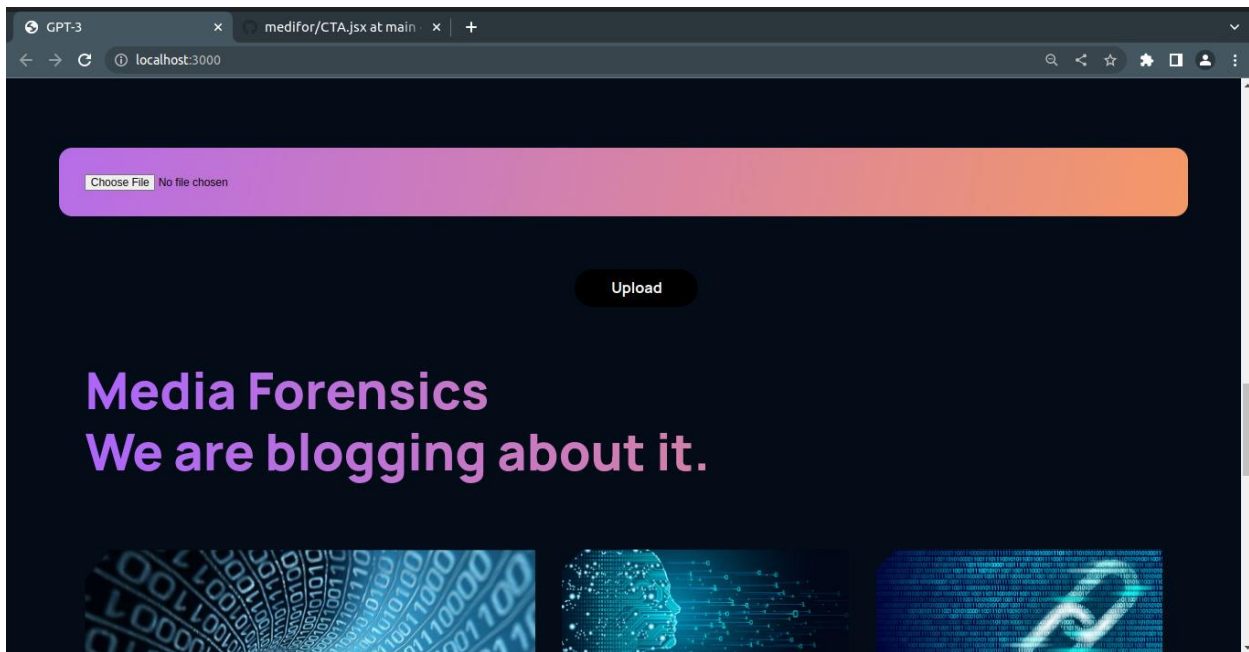 GPT-3
medifor/CTA.jsx at main
localhost:3000
Choose File No file chosen
Upload
Media Forensics
We are blogging about it.